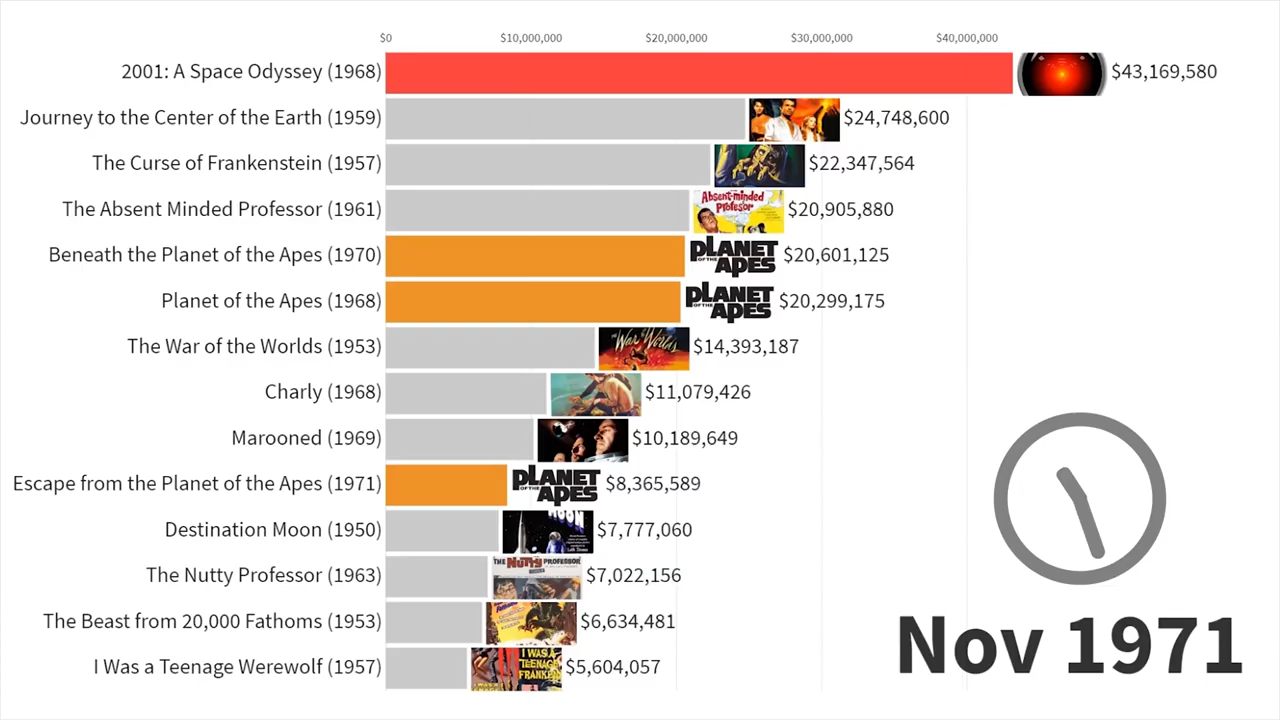 $0 $10,000,000 $20,000,000 $30,000,000 $40,000,000
2001: A Space Odyssey (1968) $43,169,580
Journey to the Center of the Earth (1959) $24,748,600
The Curse of Frankenstein (1957) $22,347,564
The Absent Minded Professor (1961) Absent-minded Profesor $20,905,880
Beneath the Planet of the Apes (1970) PLANET OF THE APES $20,601,125
Planet of the Apes (1968) PLANET OF THE APES $20,299,175
The War of the Worlds (1953) War Worlds $14,393,187
Charly (1968) $11,079,426
Marooned (1969) $10,189,649
Escape from the Planet of the Apes (1971) PLANET OF THE APES $8,365,589
Destination Moon (1950) MOON $7,777,060
The Nutty Professor (1963) THE NUTTY PROFESSOR $7,022,156
The Beast from 20,000 Fathoms (1953) $6,634,481
I Was a Teenage Werewolf (1957) I WAS A TEENAGE FRANKEN $5,604,057
Nov 1971